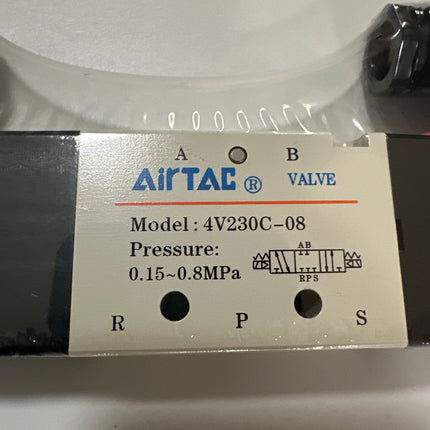 A B
AirTAC ® VALVE
Model: 4V230C-08
Pressure:
0.15~0.8MPa
AB
RPS
R P S